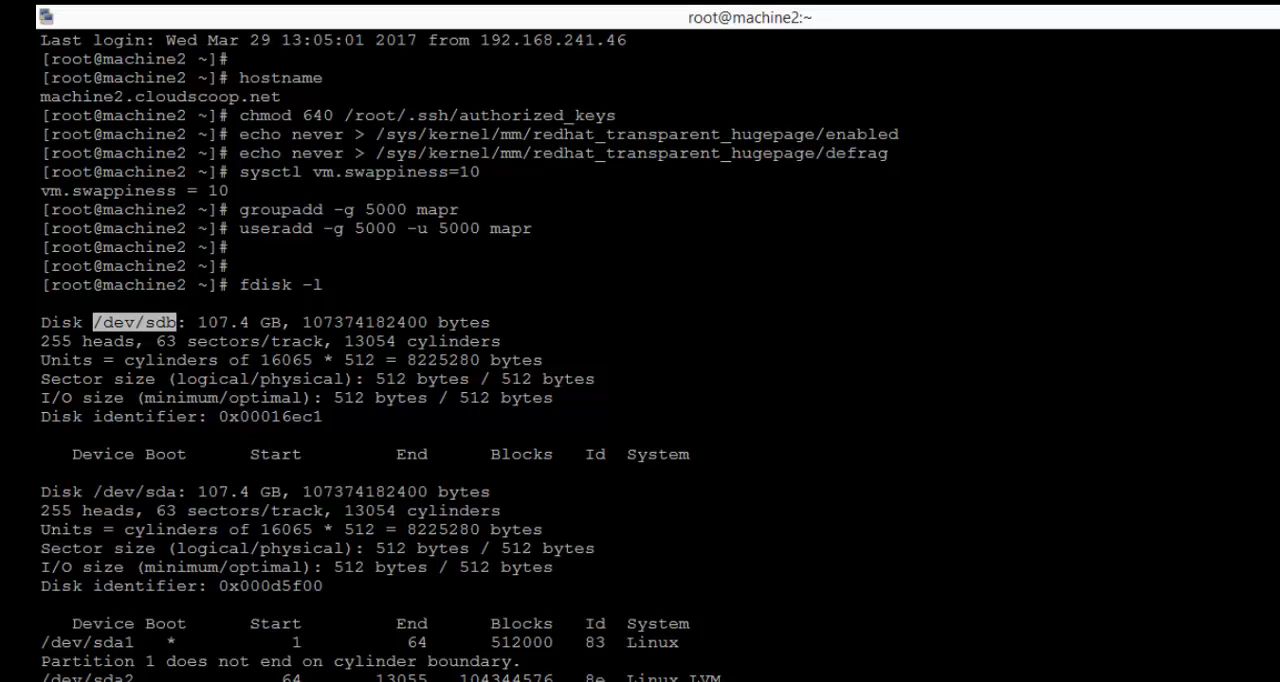 root@machine2:~
Last login: Wed Mar 29 13:05:01 2017 from 192.168.241.46
[root@machine2 ~]#
[root@machine2 ~]# hostname
machine2.cloudscoop.net
[root@machine2 ~]# chmod 640 /root/.ssh/authorized_keys
[root@machine2 ~]# echo never > /sys/kernel/mm/redhat_transparent_hugepage/enabled
[root@machine2 ~]# echo never > /sys/kernel/mm/redhat_transparent_hugepage/defrag
[root@machine2 ~]# sysctl vm.swappiness=10
vm.swappiness = 10
[root@machine2 ~]# groupadd -g 5000 mapr
[root@machine2 ~]# useradd -g 5000 -u 5000 mapr
[root@machine2 ~]#
[root@machine2 ~]#
[root@machine2 ~]# fdisk -l
Disk /dev/sdb: 107.4 GB, 107374182400 bytes
255 heads, 63 sectors/track, 13054 cylinders
Units = cylinders of 16065 * 512 = 8225280 bytes
Sector size (logical/physical): 512 bytes / 512 bytes
I/O size (minimum/optimal): 512 bytes / 512 bytes
Disk identifier: 0x00016ec1
Device Boot Start End Blocks Id System
Disk /dev/sda: 107.4 GB, 107374182400 bytes
255 heads, 63 sectors/track, 13054 cylinders
Units = cylinders of 16065 * 512 = 8225280 bytes
Sector size (logical/physical): 512 bytes / 512 bytes
I/O size (minimum/optimal): 512 bytes / 512 bytes
Disk identifier: 0x000d5f00
Device Boot Start End Blocks Id System
/dev/sda1 * 1 64 512000 83 Linux
Partition 1 does not end on cylinder boundary.
/dev/sda2 64 13055 104344576 8e Linux LVM